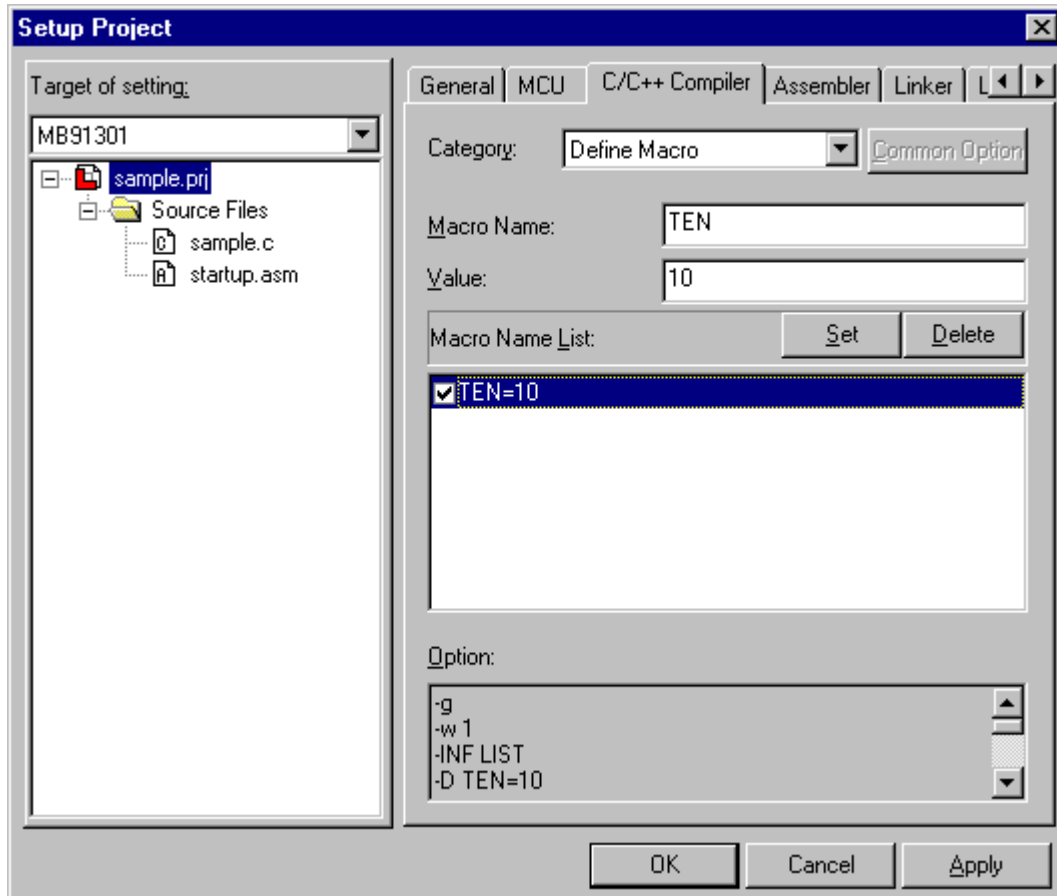 Setup Project
Target of setting:
MB91301
sample.prj
Source Files
sample.c
startup.asm
General
MCU
C/C++ Compiler
Assembler
Linker
L
Category:
Define Macro
Common Option
Macro Name:
TEN
Value:
10
Macro Name List:
Set
Delete
TEN=10
Option:
-g
-w 1
-INF LIST
-D TEN=10
OK
Cancel
Apply